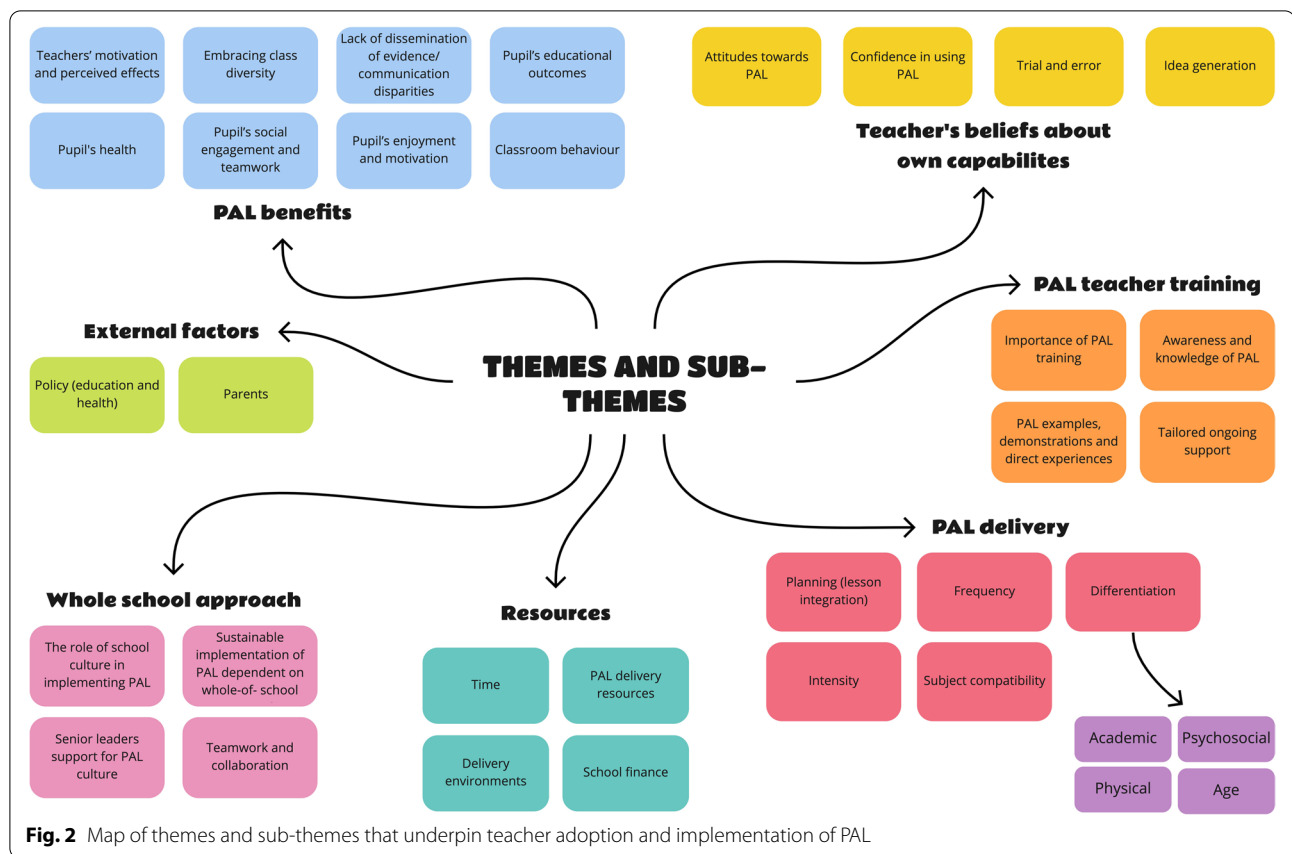 Teachers' motivation
and perceived effects
Embracing class
diversity
Lack of dissemination
of evidence/
communication
disparities
Pupil's educational
outcomes
Pupil's health
Pupil's social
engagement and
teamwork
Pupil's enjoyment
and motivation
Classroom behaviour
PAL benefits
Attitudes towards
PAL
Confidence in using
PAL
Trial and error
Idea generation
Teacher's beliefs about
own capabilites
External factors
Policy (education and
health)
Parents
THEMES AND SUB-
THEMES
PAL teacher training
Importance of PAL
training
Awareness and
knowledge of PAL
PAL examples,
demonstrations and
direct experiences
Tailored ongoing
support
Whole school approach
The role of school
culture in
implementing PAL
Sustainable
implementation of
PAL dependent on
whole-of- school
Senior leaders
support for PAL
culture
Teamwork and
collaboration
Resources
Time
PAL delivery
resources
Delivery
environments
School finance
PAL delivery
Planning (lesson
integration)
Frequency
Differentiation
Intensity
Subject compatibility
Academic
Psychosocial
Physical
Age
Fig. 2 Map of themes and sub-themes that underpin teacher adoption and implementation of PAL